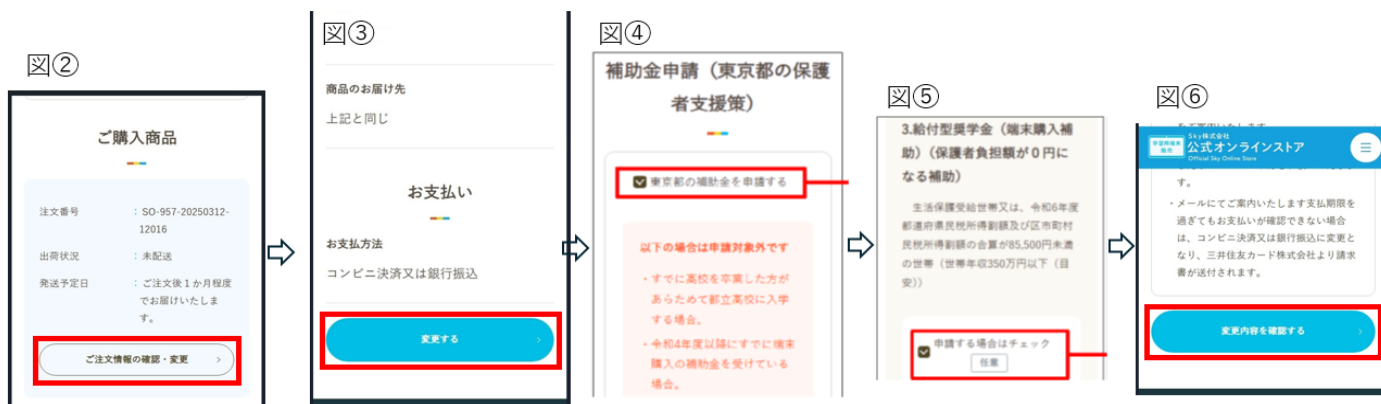 図②
ご購入商品
注文番号
: SO-957-20250312-
12016
出荷状況
: 未配送
発送予定日
: ご注文後１か月程度
でお届けいたしま
す。
ご注文情報の確認・変更
図③
商品のお届け先
上記と同じ
お支払い
お支払方法
コンビニ決済又は銀行振込
変更する
図④
補助金申請（東京都の保護
者支援策）
東京都の補助金を申請する
以下の場合は申請対象外です
・すでに高校を卒業した方が
あらためて都立高校に入学
する場合。
・令和4年度以降にすでに端末
購入の補助金を受けている
場合。
図⑤
3.給付型奨学金（端末購入補
助）（保護者負担額が０円に
なる補助）
生活保護受給世帯又は、令和6年度
都道府県民税所得割額及び区市町村
民税所得割額の合算が85,500円未満
の世帯（世帯年収350万円以下（目
安））
申請する場合はチェック
任意
図⑥
Sky株式会社
学習用端末
販売
公式オンラインストア
Official Sky Online Store
す。
・メールにてご案内いたします支払期限を
過ぎてもお支払いが確認できない場合
は、コンビニ決済又は銀行振込に変更と
なり、三井住友カード株式会社より請求
書が送付されます。
変更内容を確認する